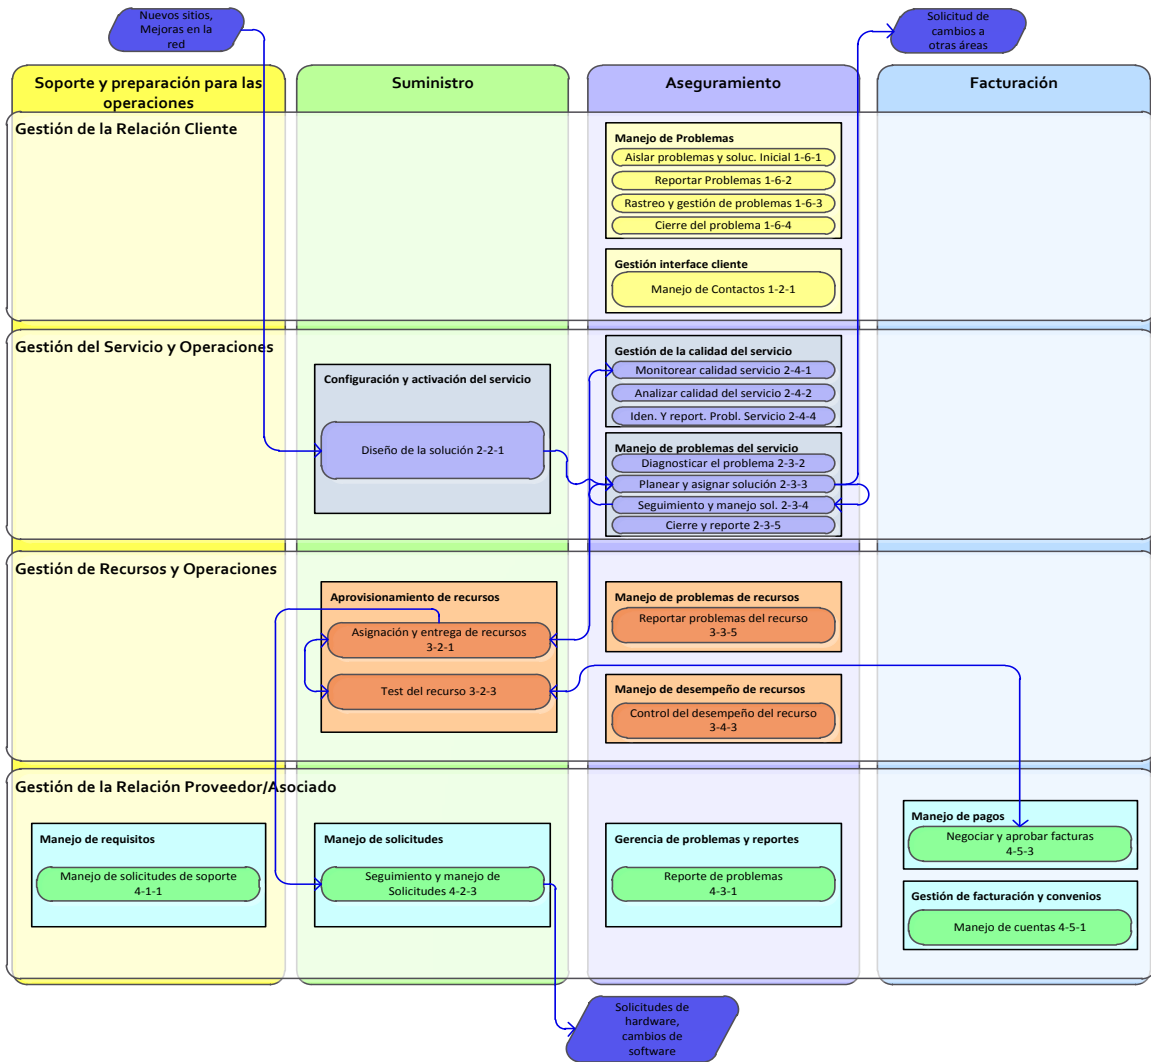 Nuevos sitios,
Mejoras en la
red
Solicitud de
cambios a
otras áreas
Soporte y preparación para las
operaciones
Suministro
Aseguramiento
Facturación
Gestión de la Relación Cliente
Manejo de Problemas
Aislar problemas y soluc. Inicial 1-6-1
Reportar Problemas 1-6-2
Rastreo y gestión de problemas 1-6-3
Cierre del problema 1-6-4
Gestión interface cliente
Manejo de Contactos 1-2-1
Gestión del Servicio y Operaciones
Configuración y activación del servicio
Diseño de la solución 2-2-1
Gestión de la calidad del servicio
Monitorear calidad servicio 2-4-1
Analizar calidad del servicio 2-4-2
Iden. Y report. Probl. Servicio 2-4-4
Manejo de problemas del servicio
Diagnosticar el problema 2-3-2
Planear y asignar solución 2-3-3
Seguimiento y manejo sol. 2-3-4
Cierre y reporte 2-3-5
Gestión de Recursos y Operaciones
Aprovisionamiento de recursos
Asignación y entrega de recursos
3-2-1
Test del recurso 3-2-3
Manejo de problemas de recursos
Reportar problemas del recurso
3-3-5
Manejo de desempeño de recursos
Control del desempeño del recurso
3-4-3
Gestión de la Relación Proveedor/Asociado
Manejo de requisitos
Manejo de solicitudes de soporte
4-1-1
Manejo de solicitudes
Seguimiento y manejo de
Solicitudes 4-2-3
Gerencia de problemas y reportes
Reporte de problemas
4-3-1
Manejo de pagos
Negociar y aprobar facturas
4-5-3
Gestión de facturación y convenios
Manejo de cuentas 4-5-1
Solicitudes de
hardware,
cambios de
software